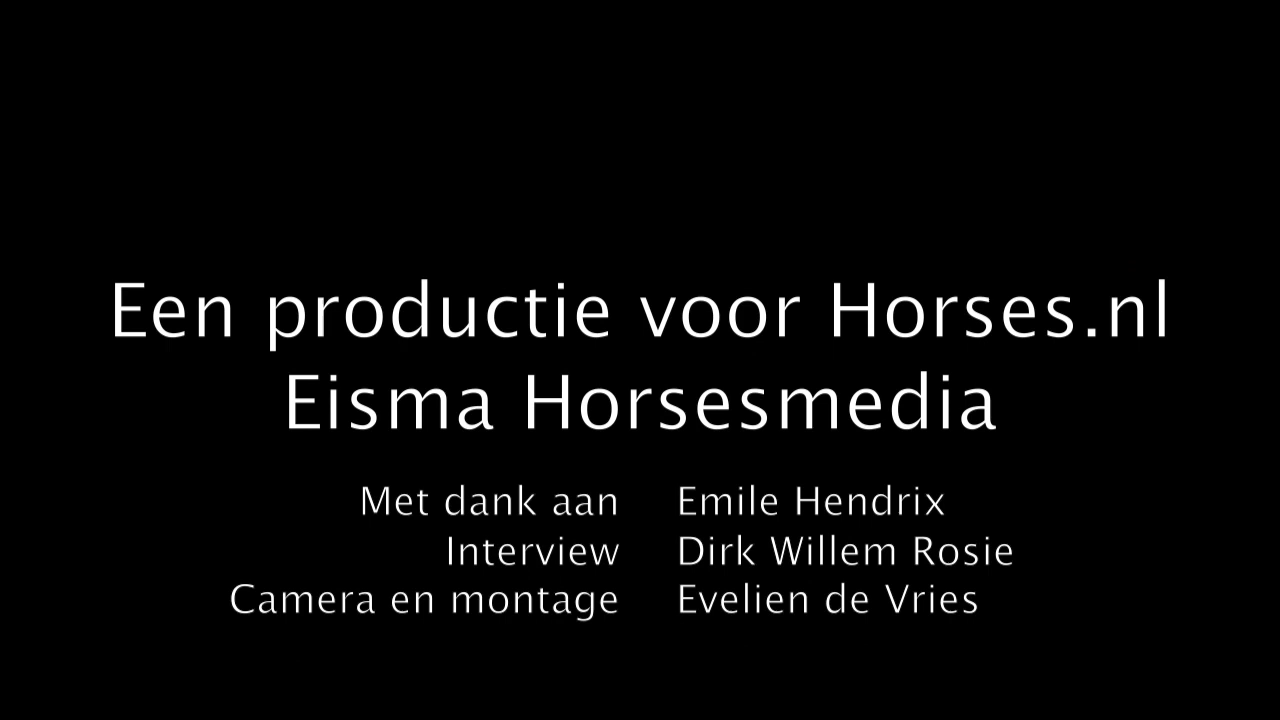 Een productie voor Horses.nl
Eisma Horsesmedia
Met dank aan Emile Hendrix
Interview Dirk Willem Rosie
Camera en montage Evelien de Vries